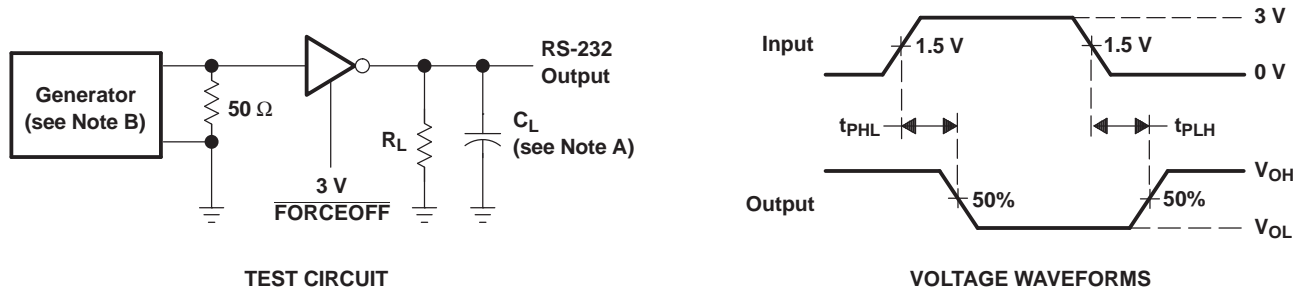 Generator
(see Note B)
50 Ω
3 V
FORCEOFF
R_L
C_L
(see Note A)
RS-232
Output
TEST CIRCUIT
Input
1.5 V
1.5 V
3 V
0 V
t_PHL
t_PLH
Output
50%
50%
V_OH
V_OL
VOLTAGE WAVEFORMS